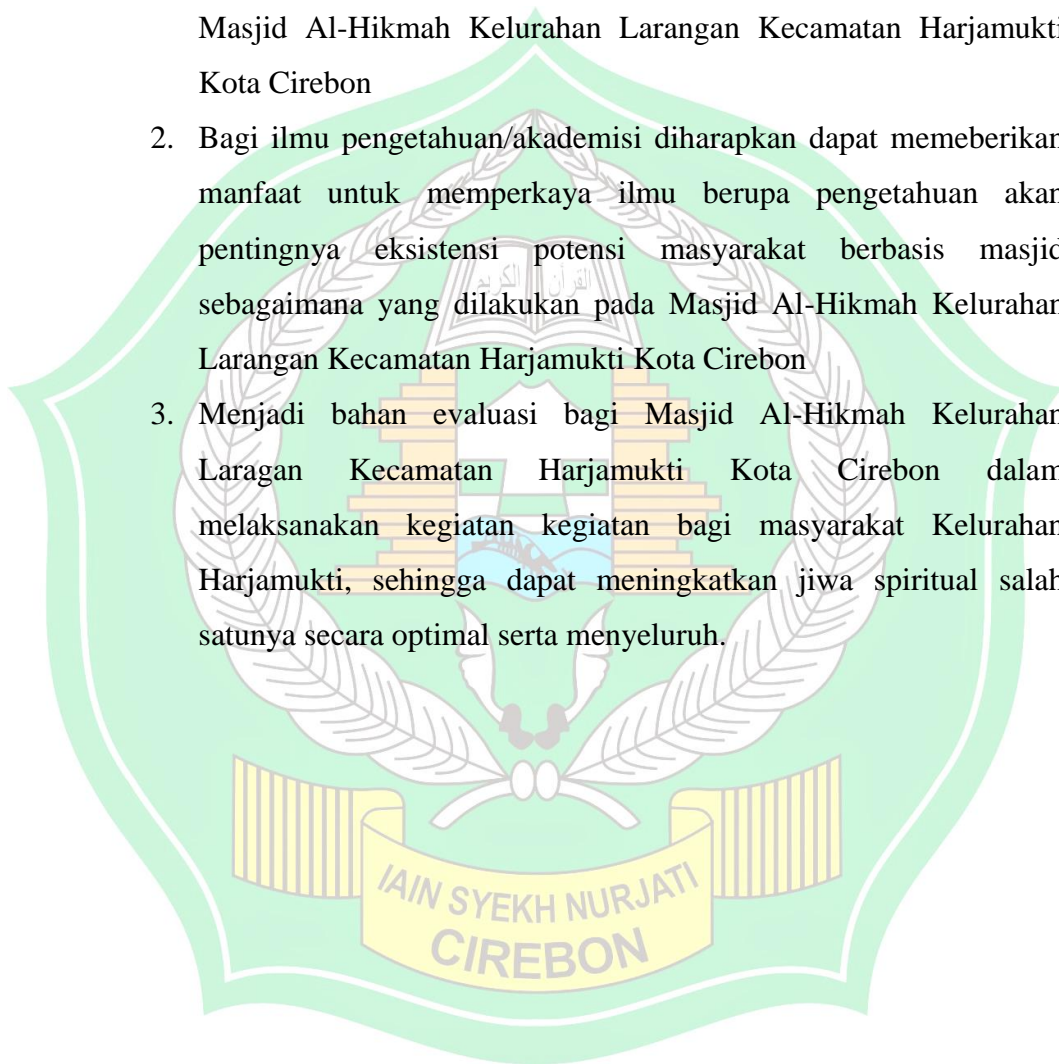 Masjid Al-Hikmah Kelurahan Larangan Kecamatan Harjamukti
Kota Cirebon
2. Bagi ilmu pengetahuan/akademisi diharapkan dapat memeberikan
manfaat untuk memperkaya ilmu berupa pengetahuan akan
pentingnya eksistensi potensi masyarakat berbasis masjid
sebagaimana yang dilakukan pada Masjid Al-Hikmah Kelurahan
Larangan Kecamatan Harjamukti Kota Cirebon
3. Menjadi bahan evaluasi bagi Masjid Al-Hikmah Kelurahan
Laragan Kecamatan Harjamukti Kota Cirebon dalam
melaksanakan kegiatan kegiatan bagi masyarakat Kelurahan
Harjamukti, sehingga dapat meningkatkan jiwa spiritual salah
satunya secara optimal serta menyeluruh.
القرآن الكريم
IAIN SYEKH NURJATI
CIREBON